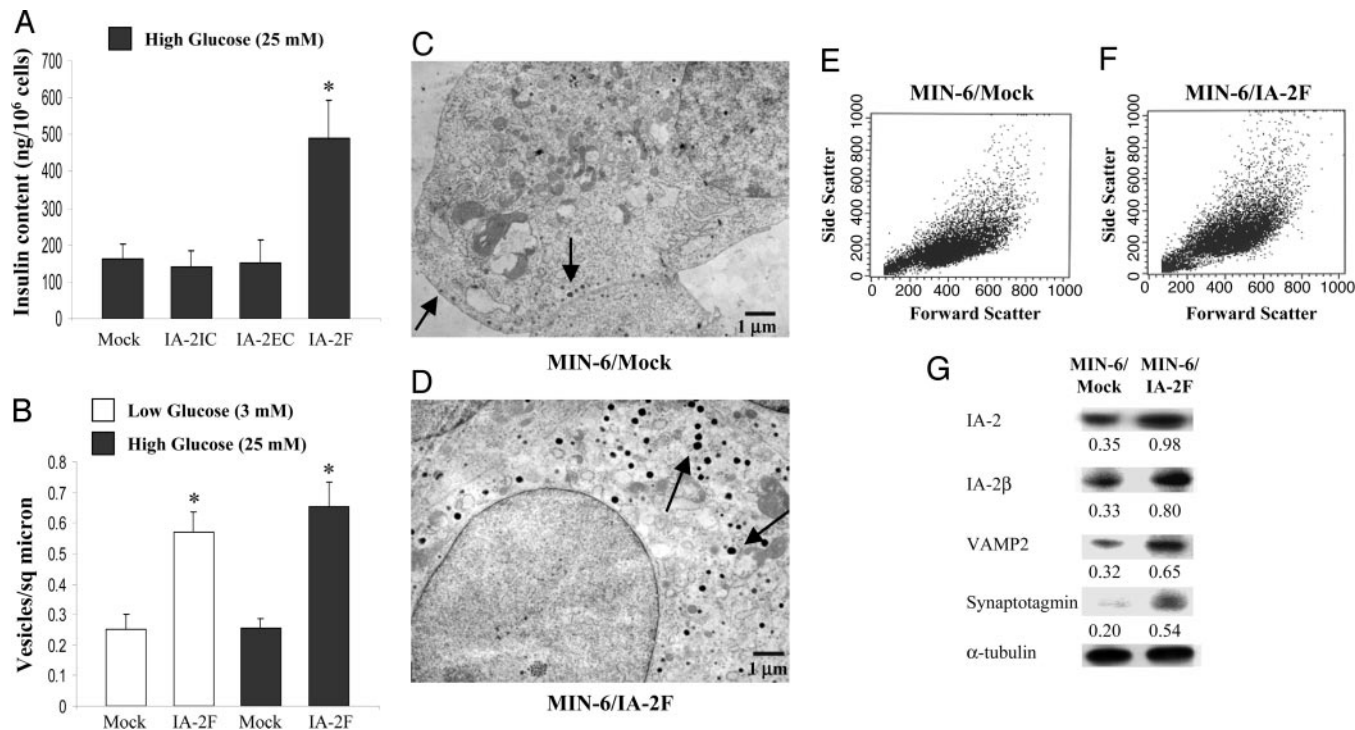 A
High Glucose (25 mM)
Insulin content (ng/10⁶ cells)
700
600
500
400
300
200
100
0
*
Mock IA-2IC IA-2EC IA-2F
B
Low Glucose (3 mM)
High Glucose (25 mM)
Vesicles/sq micron
0.8
0.7
0.6
0.5
0.4
0.3
0.2
0.1
0
* *
Mock IA-2F Mock IA-2F
C
1 µm
MIN-6/Mock
D
1 µm
MIN-6/IA-2F
E
MIN-6/Mock
Side Scatter
1000
800
600
400
200
0
0 200 400 600 800 1000
Forward Scatter
F
MIN-6/IA-2F
Side Scatter
1000
800
600
400
200
0
0 200 400 600 800 1000
Forward Scatter
G
MIN-6/ MIN-6/
Mock IA-2F
IA-2
0.35 0.98
IA-2β
0.33 0.80
VAMP2
0.32 0.65
Synaptotagmin
0.20 0.54
α-tubulin